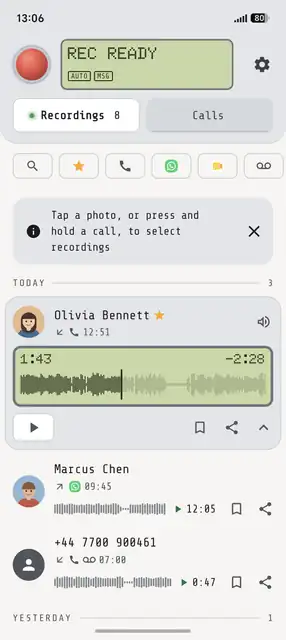 13:06
80
REC READY
AUTO MSG
Recordings 8
Calls
Tap a photo, or press and
hold a call, to select
recordings
TODAY 3
Olivia Bennett
12:51
1:43 -2:28
Marcus Chen
09:45
12:05
+44 7700 900461
07:00
0:47
YESTERDAY 1